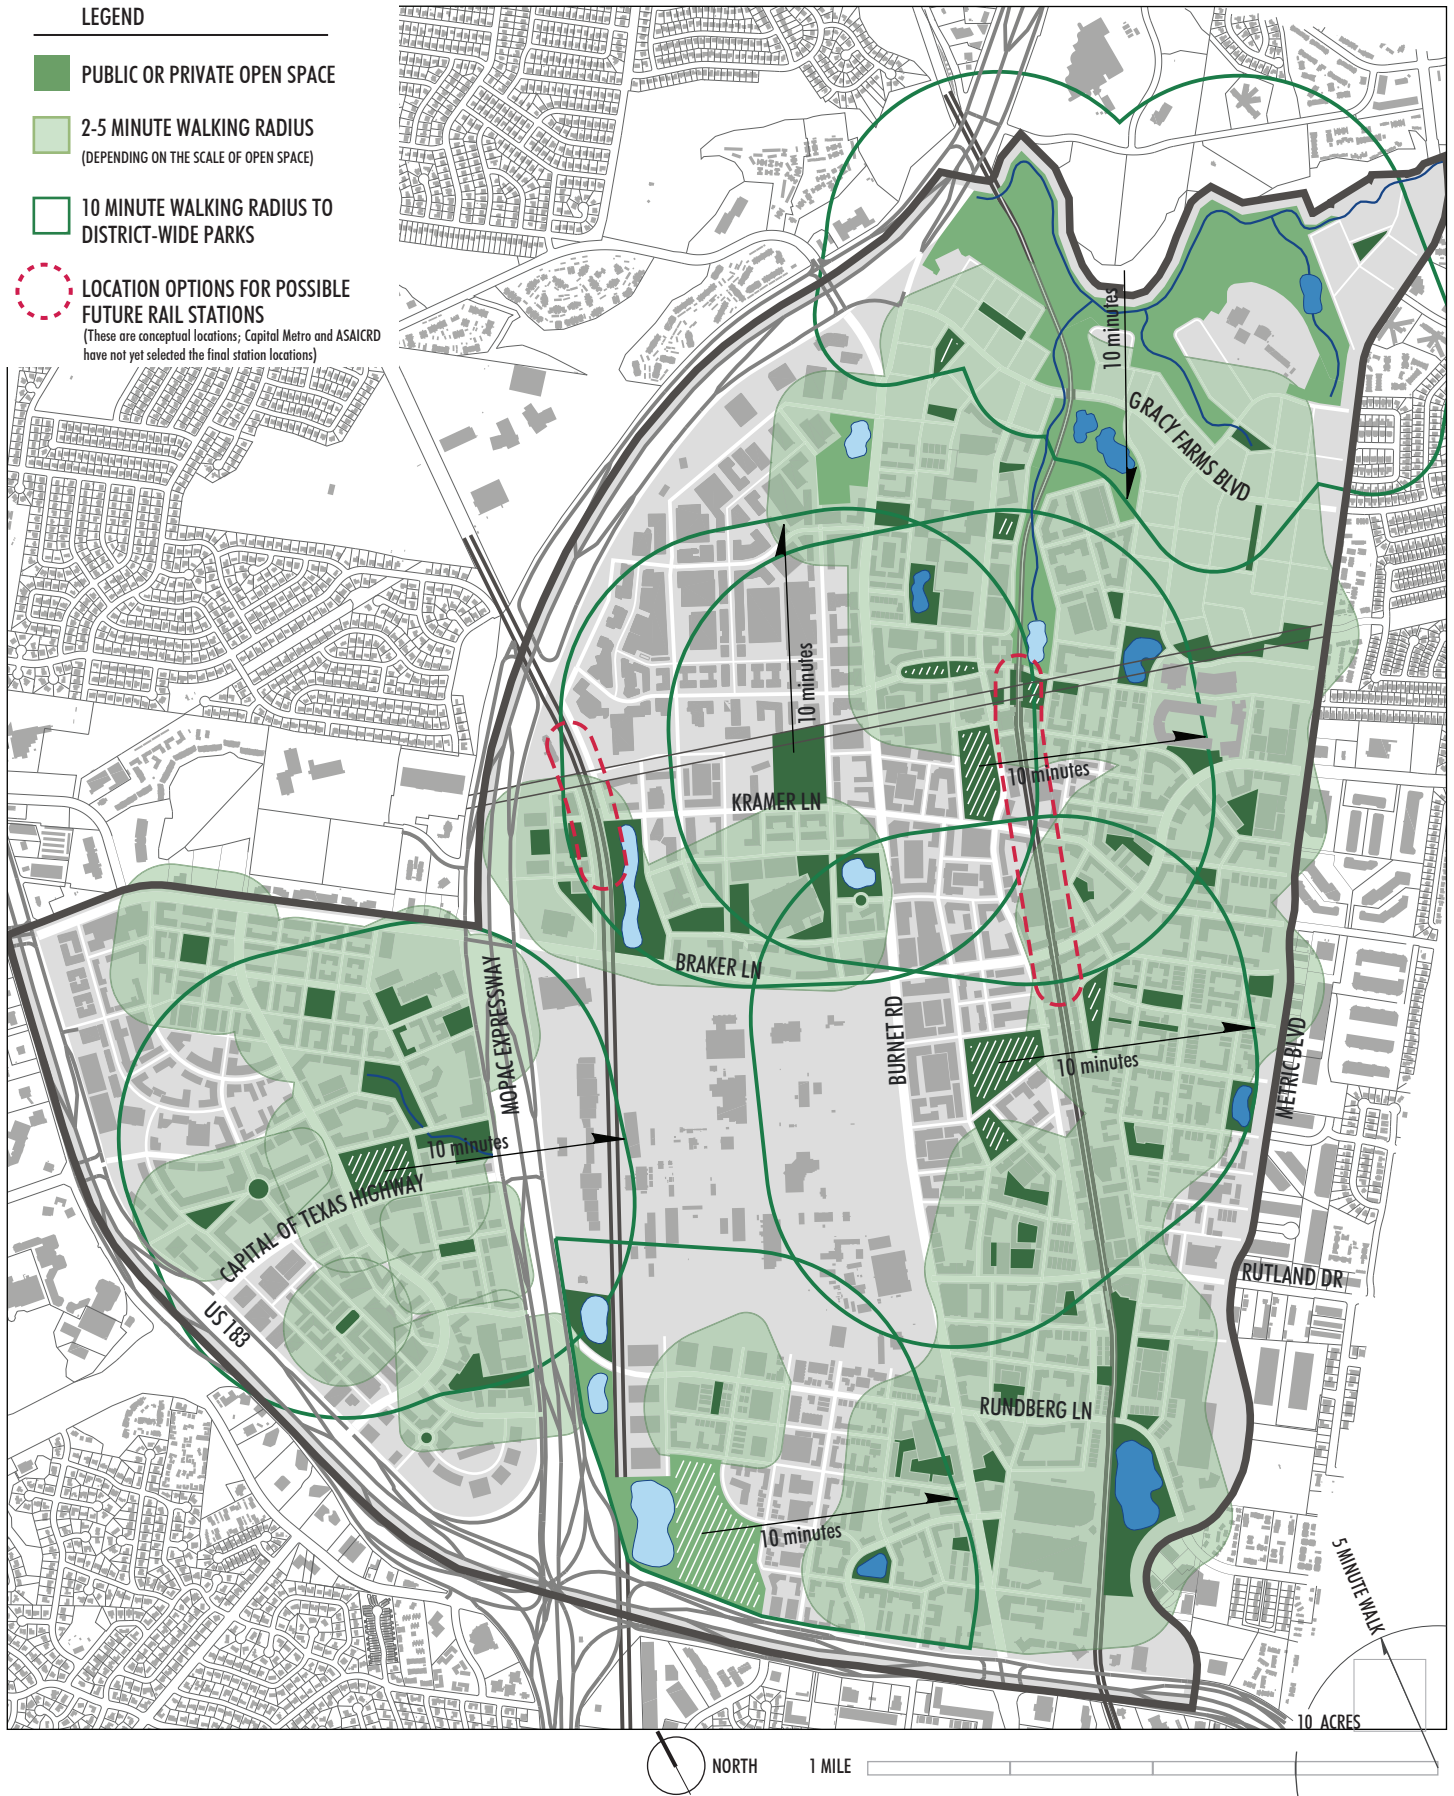 LEGEND
PUBLIC OR PRIVATE OPEN SPACE
2-5 MINUTE WALKING RADIUS
(DEPENDING ON THE SCALE OF OPEN SPACE)
10 MINUTE WALKING RADIUS TO
DISTRICT-WIDE PARKS
LOCATION OPTIONS FOR POSSIBLE
FUTURE RAIL STATIONS
(These are conceptual locations; Capital Metro and ASAICRD
have not yet selected the final station locations)
10 minutes
GRACY FARMS BLVD
10 minutes
10 minutes
KRAMER LN
BRAKER LN
MOPAC EXPRESSWAY
BURNET RD
10 minutes
METRIC BLVD
10 minutes
CAPITAL OF TEXAS HIGHWAY
US 183
RUTLAND DR
RUNDBERG LN
10 minutes
5 MINUTE WALK
10 ACRES
NORTH
1 MILE